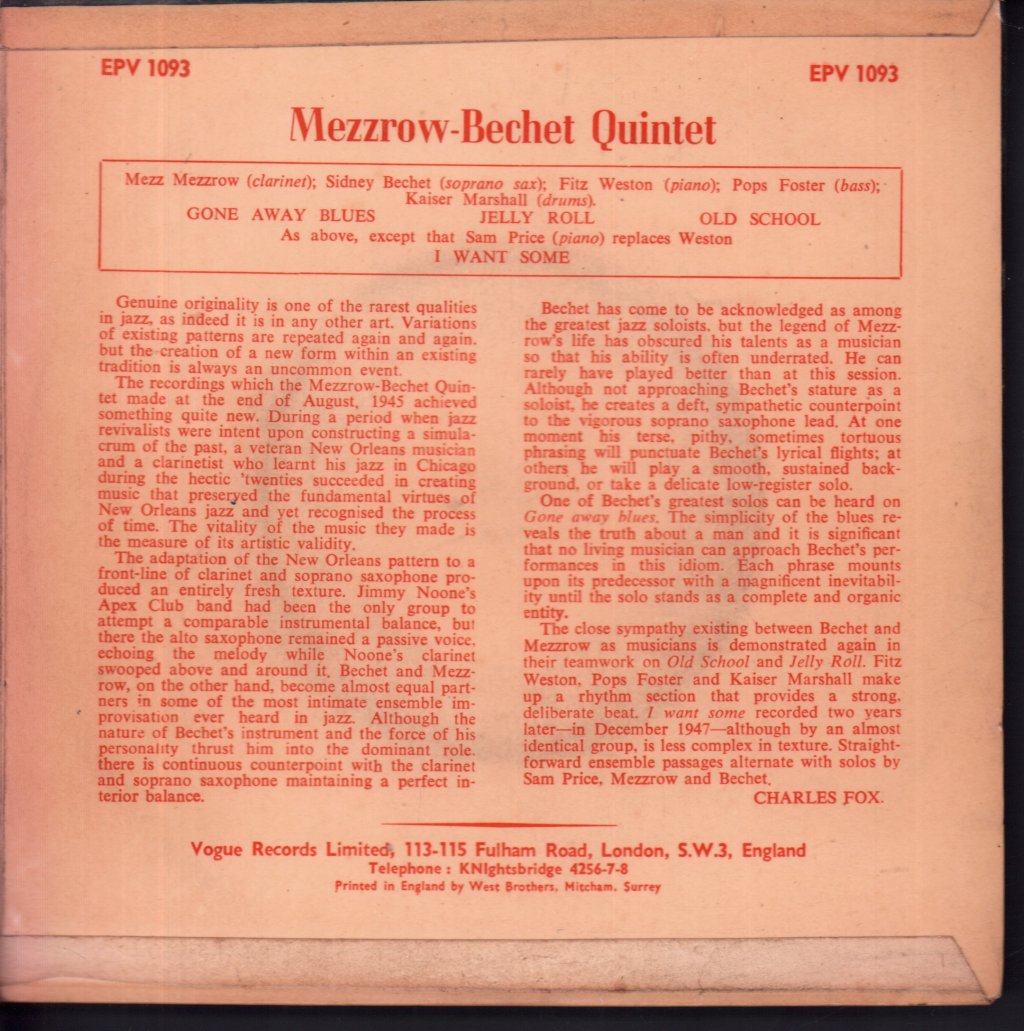 EPV 1093
EPV 1093
Mezzrow-Bechet Quintet
Mezz Mezzrow (clarinet); Sidney Bechet (soprano sax); Fitz Weston (piano); Pops Foster (bass);
Kaiser Marshall (drums).
GONE AWAY BLUES JELLY ROLL OLD SCHOOL
As above, except that Sam Price (piano) replaces Weston
I WANT SOME
Genuine originality is one of the rarest qualities
in jazz, as indeed it is in any other art. Variations
of existing patterns are repeated again and again.
but the creation of a new form within an existing
tradition is always an uncommon event.
The recordings which the Mezzrow-Bechet Quin-
tet made at the end of August, 1945 achieved
something quite new. During a period when jazz
revivalists were intent upon constructing a simula-
crum of the past, a veteran New Orleans musician
and a clarinetist who learnt his jazz in Chicago
during the hectic 'twenties succeeded in creating
music that preserved the fundamental virtues of
New Orleans jazz and yet recognised the process
of time. The vitality of the music they made is
the measure of its artistic validity.
The adaptation of the New Orleans pattern to a
front-line of clarinet and soprano saxophone pro-
duced an entirely fresh texture. Jimmy Noone's
Apex Club band had been the only group to
attempt a comparable instrumental balance, but
there the alto saxophone remained a passive voice.
echoing the melody while Noone's clarinet
swooped above and around it. Bechet and Mezz-
row, on the other hand, become almost equal part-
ners in some of the most intimate ensemble im-
provisation ever heard in jazz. Although the
nature of Bechet's instrument and the force of his
personality thrust him into the dominant role.
there is continuous counterpoint with the clarinet
and soprano saxophone maintaining a perfect in-
terior balance.
Bechet has come to be acknowledged as among
the greatest jazz soloists, but the legend of Mezz-
row's life has obscured his talents as a musician
so that his ability is often underrated. He can
rarely have played better than at this session.
Although not approaching Bechet's stature as a
soloist, he creates a deft, sympathetic counterpoint
to the vigorous soprano saxophone lead. At one
moment his terse, pithy, sometimes tortuous
phrasing will punctuate Bechet's lyrical flights; at
others he will play a smooth, sustained back-
ground, or take a delicate low-register solo.
One of Bechet's greatest solos can be heard on
Gone away blues. The simplicity of the blues re-
veals the truth about a man and it is significant
that no living musician can approach Bechet's per-
formances in this idiom. Each phrase mounts
upon its predecessor with a magnificent inevitabil-
ity until the solo stands as a complete and organic
entity.
The close sympathy existing between Bechet and
Mezzrow as musicians is demonstrated again in
their teamwork on Old School and Jelly Roll. Fitz
Weston, Pops Foster and Kaiser Marshall make
up a rhythm section that provides a strong,
deliberate beat. I want some recorded two years
later—in December 1947—although by an almost
identical group, is less complex in texture. Straight-
forward ensemble passages alternate with solos by
Sam Price, Mezzrow and Bechet.
CHARLES FOX.
Vogue Records Limited, 113-115 Fulham Road, London, S.W.3, England
Telephone: KNIghtsbridge 4256-7-8
Printed in England by West Brothers, Mitcham, Surrey